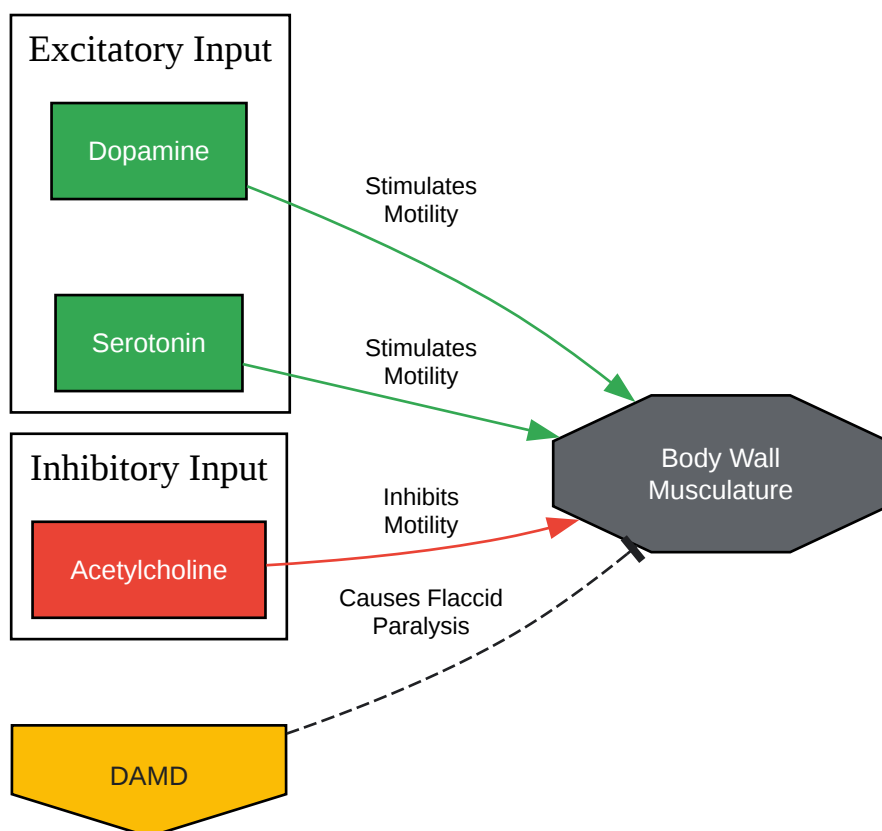 Excitatory Input
Dopamine
Stimulates
Motility
Serotonin
Stimulates
Motility
Inhibitory Input
Acetylcholine
Inhibits
Motility
Body Wall
Musculature
Causes Flaccid
Paralysis
DAMD